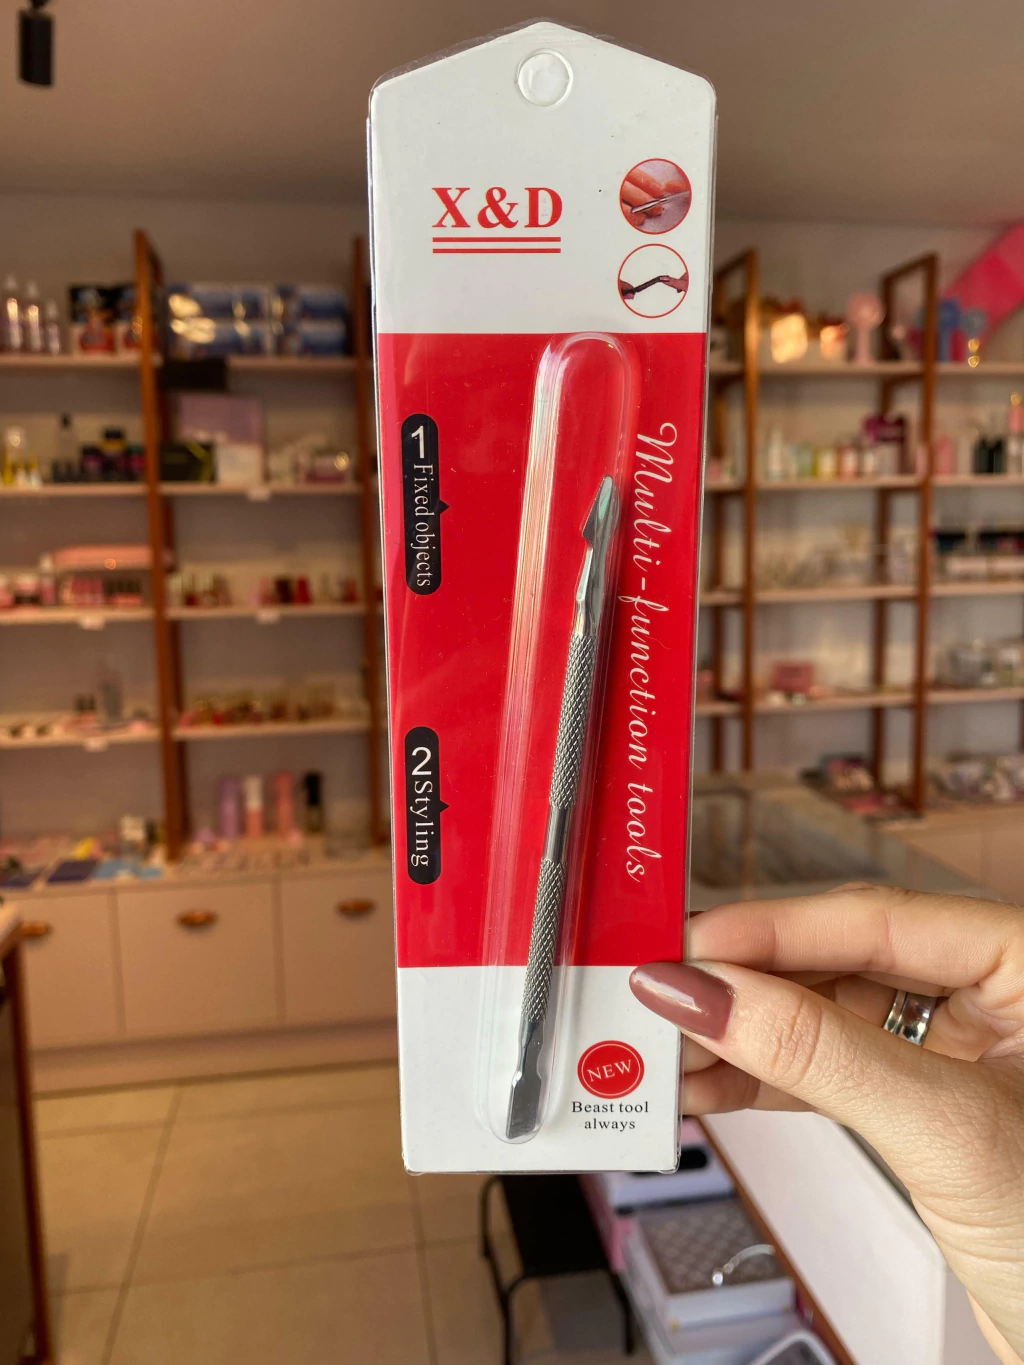 X&D
Multi-function tools
1 Fixed objects
2 Styling
NEW
Beast tool
always